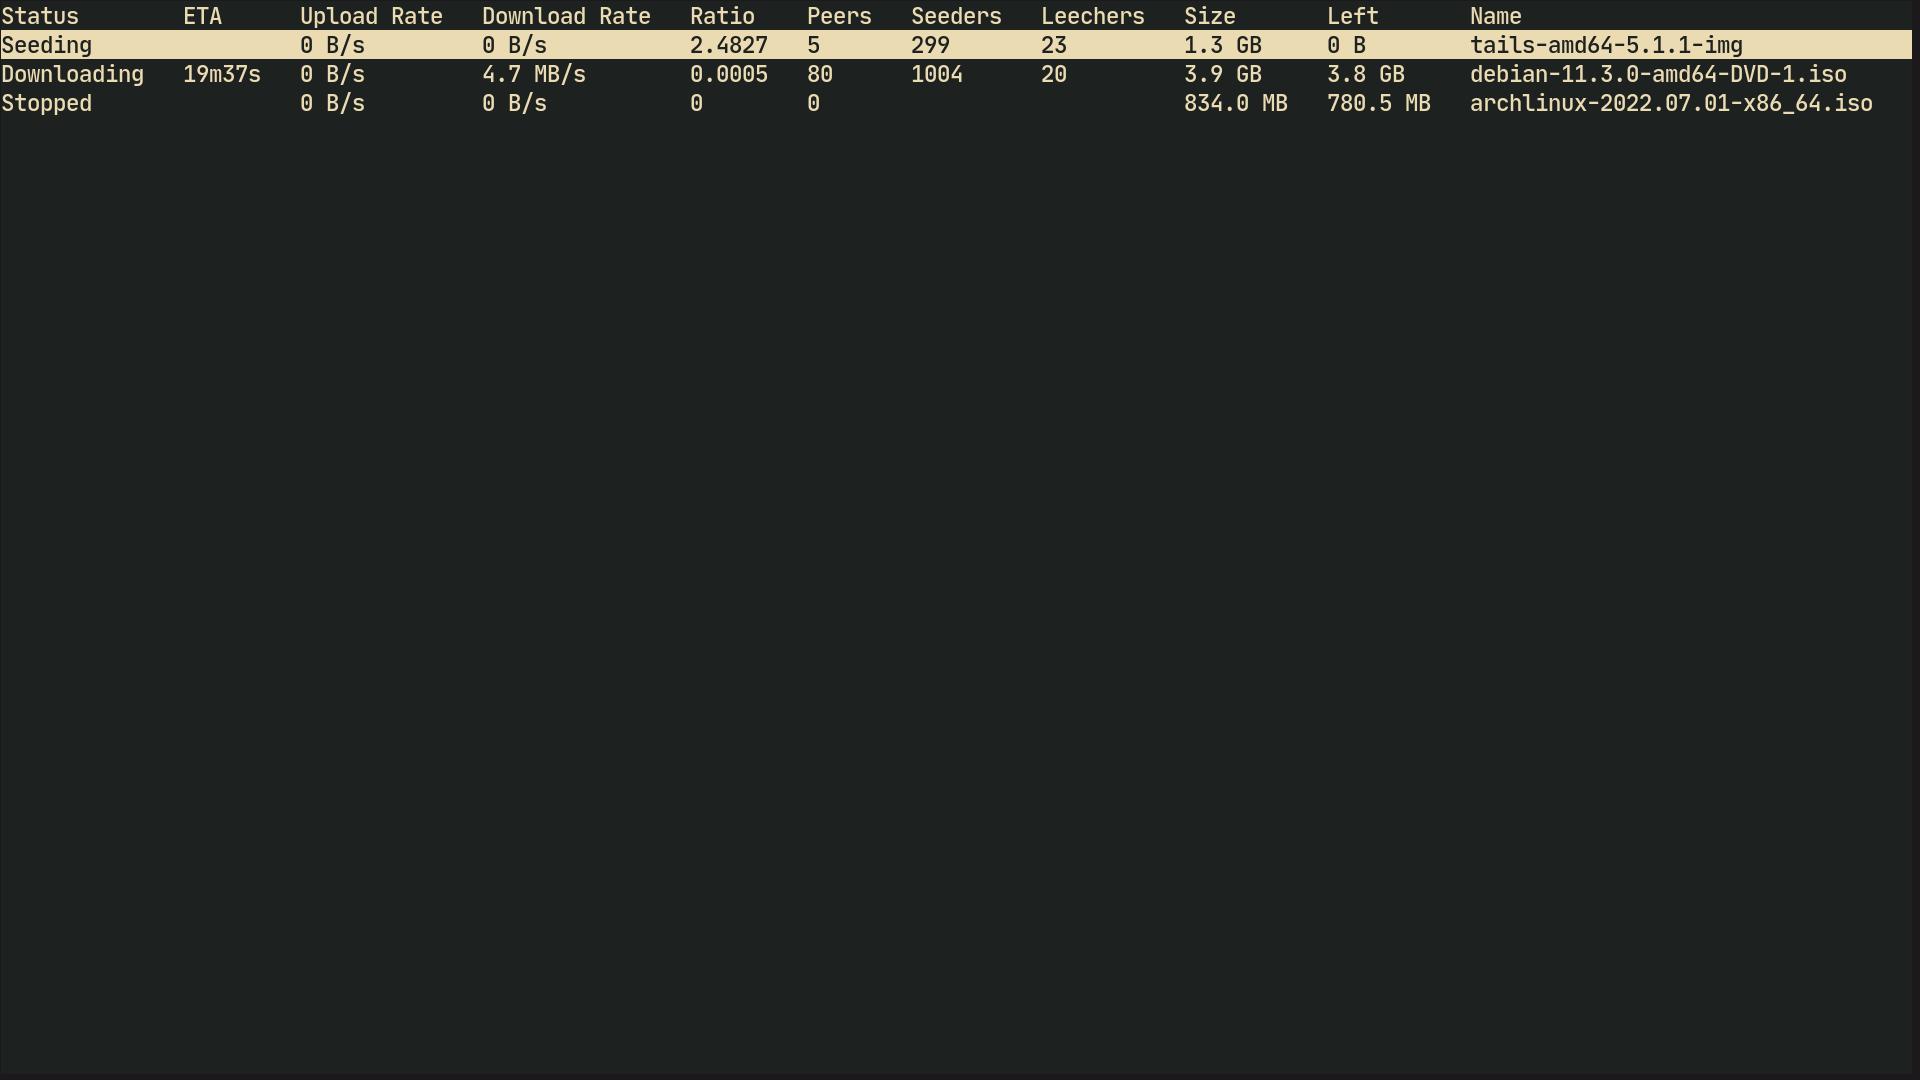 Status ETA Upload Rate Download Rate Ratio Peers Seeders Leechers Size Left Name
Seeding 0 B/s 0 B/s 2.4827 5 299 23 1.3 GB 0 B tails-amd64-5.1.1-img
Downloading 19m37s 0 B/s 4.7 MB/s 0.0005 80 1004 20 3.9 GB 3.8 GB debian-11.3.0-amd64-DVD-1.iso
Stopped 0 B/s 0 B/s 0 0 834.0 MB 780.5 MB archlinux-2022.07.01-x86_64.iso